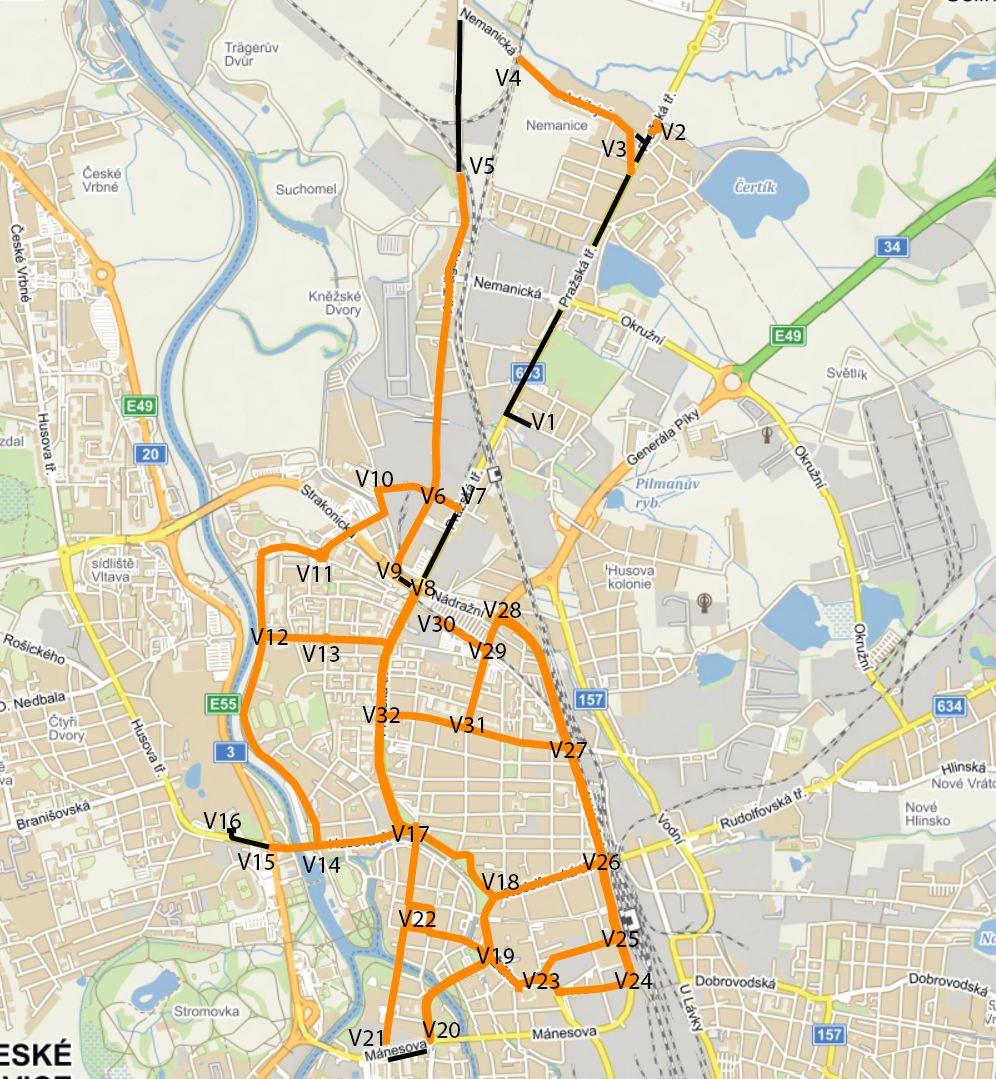 Nemanická
Trägerův
Dvůr
V4
Nemanice
V2
V3
V5
České
Vrbné
Suchomel
Čertík
České Vrbné
34
Kněžské
Dvory
Nemanická
Pražská tř.
Okružní
E49
Světlík
E49
V1
20
Husova tř.
Generála Píky
Okružní
V10
V6
V7
Pilmanův
ryb.
Strakonická
sídliště
Vltava
V11
V9
V8
Husova
kolonie
Nádražní
V28
V30
V29
V12
V13
Rošického
Okružní
E55
157
634
D. Nedbala
Čtyři
Dvory
V32
V31
V27
3
Husova tř.
Hlinská
Nové Vráto
Branišovská
Rudolfovská tř.
Nové
Hlinsko
V16
V17
Vodní
V15
V14
V26
V18
V22
V25
V19
V23
V24
Dobrovodská
Dobrovodská
Stromovka
U Lávky
V21
V20
Mánesova
Mánesova
157
ESKÉ